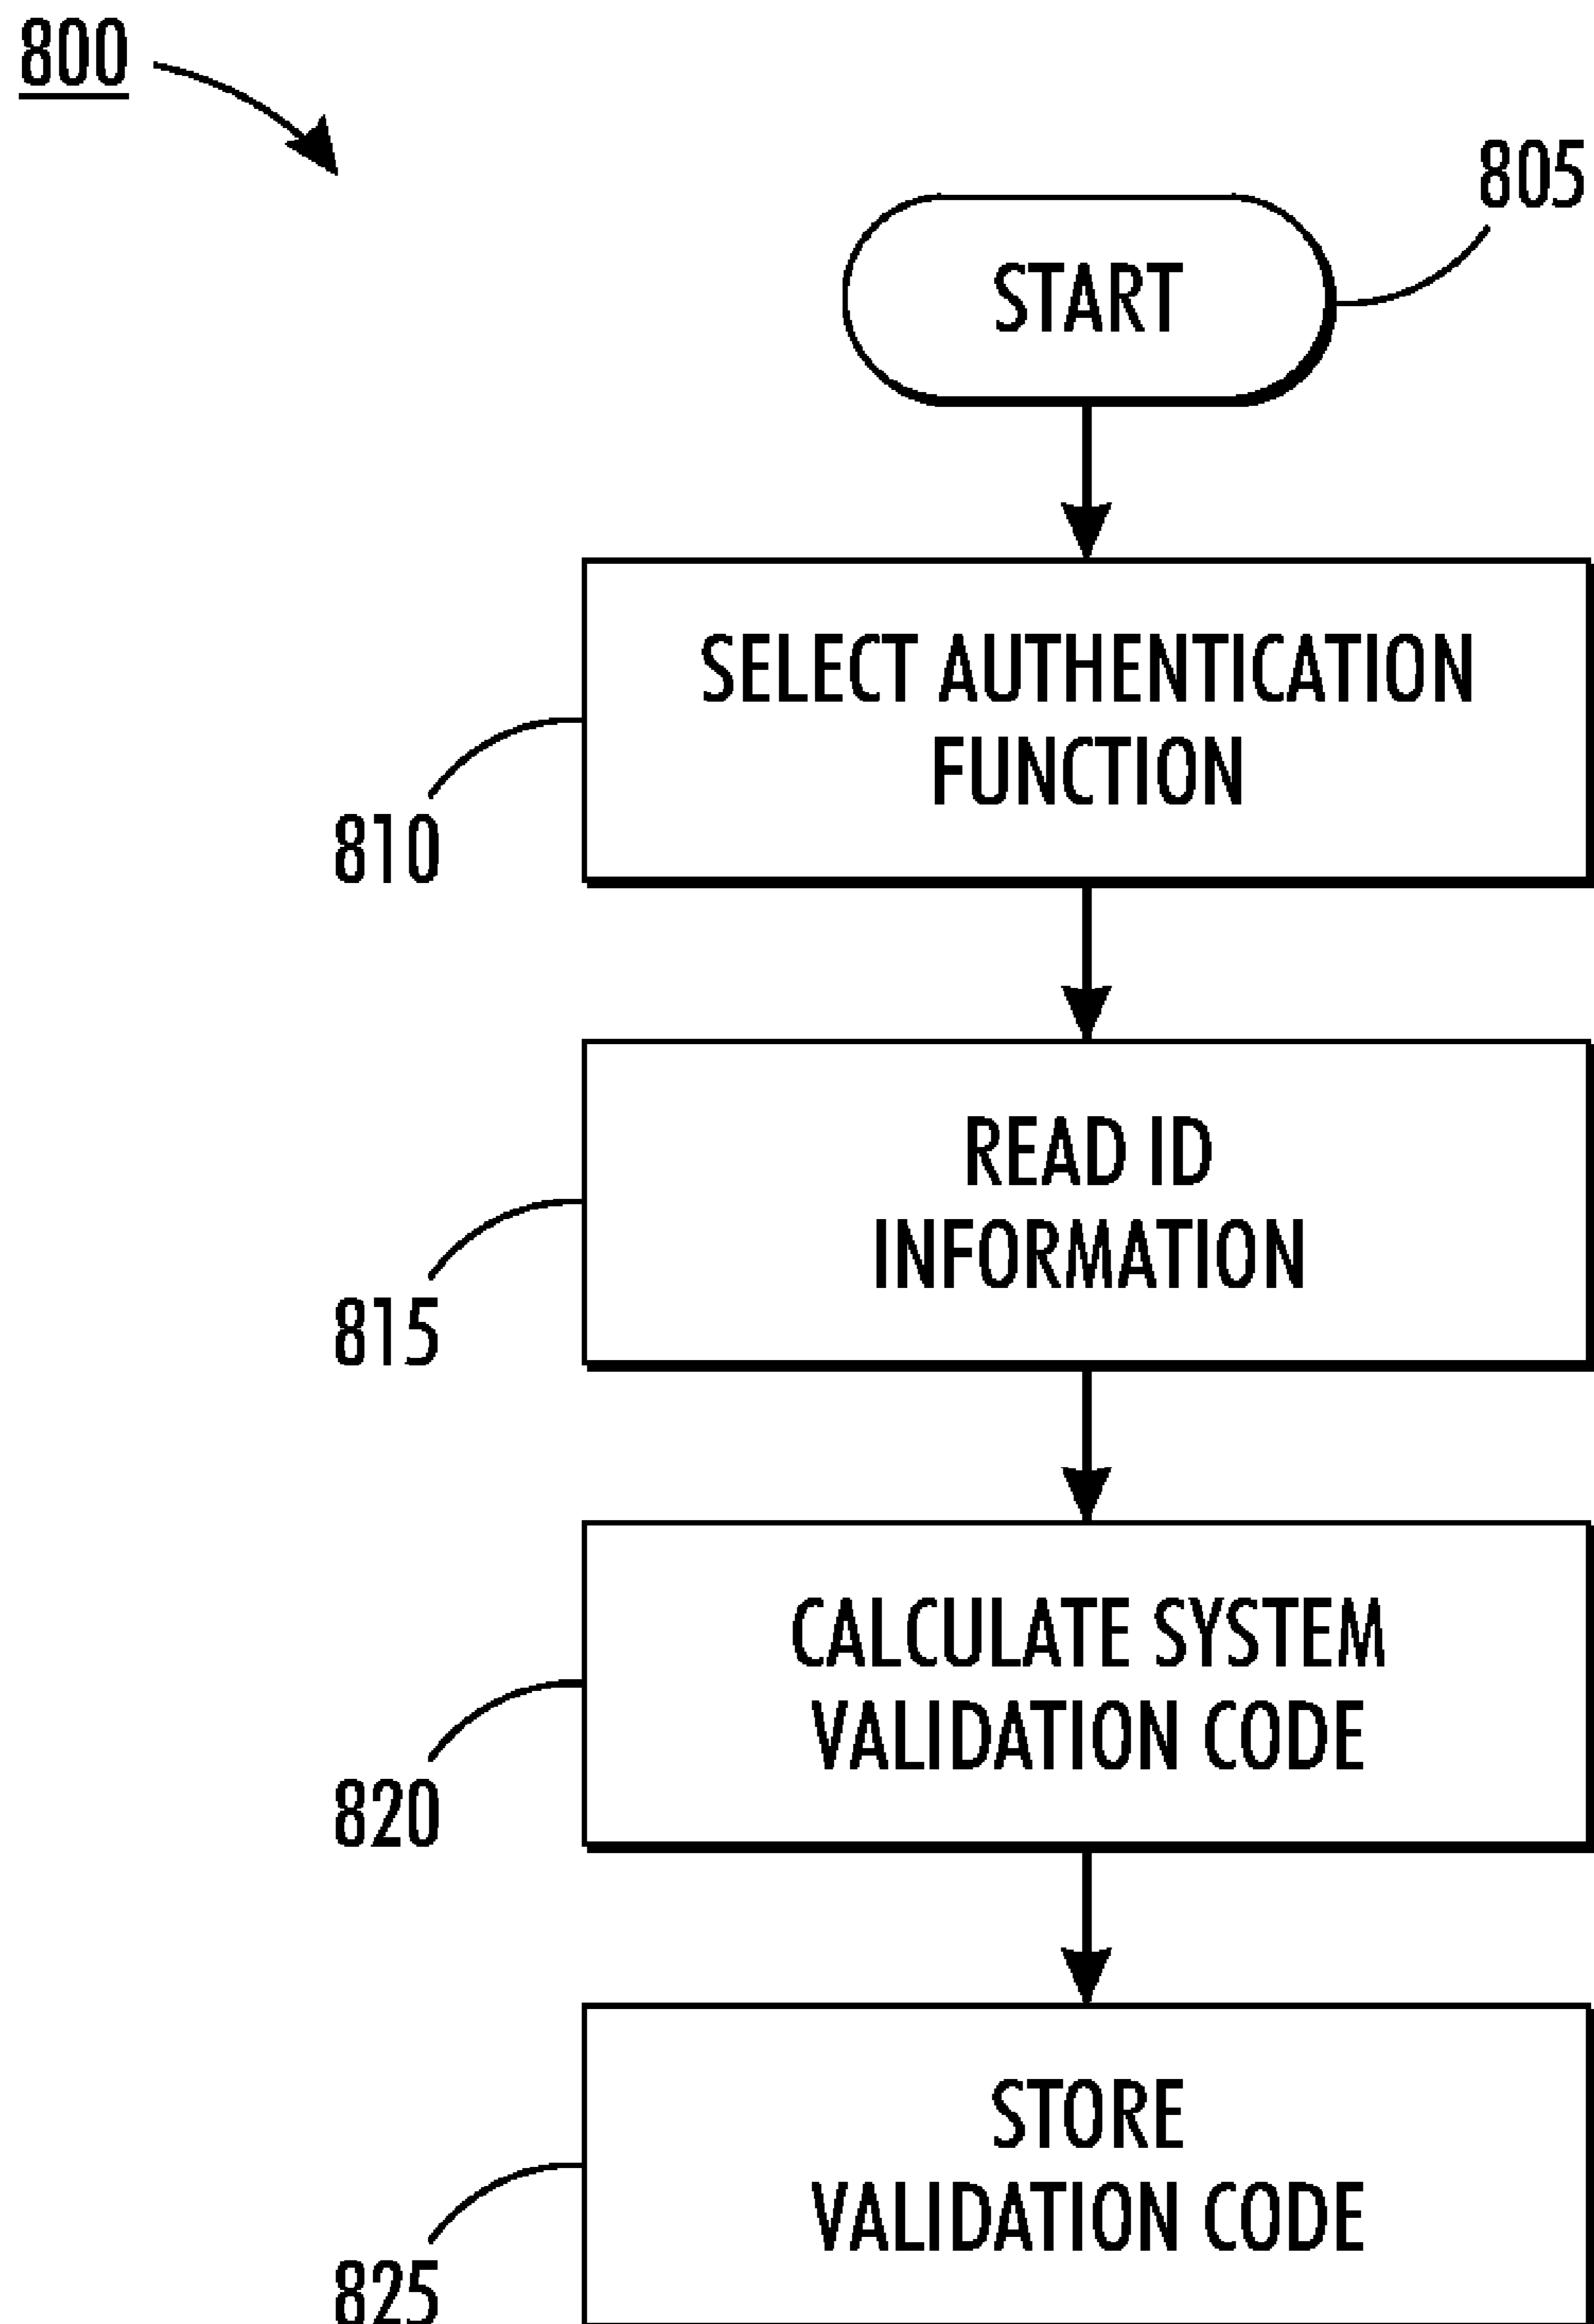 800
805
START
SELECT AUTHENTICATION
FUNCTION
810
READ ID
INFORMATION
815
CALCULATE SYSTEM
VALIDATION CODE
820
STORE
VALIDATION CODE
825